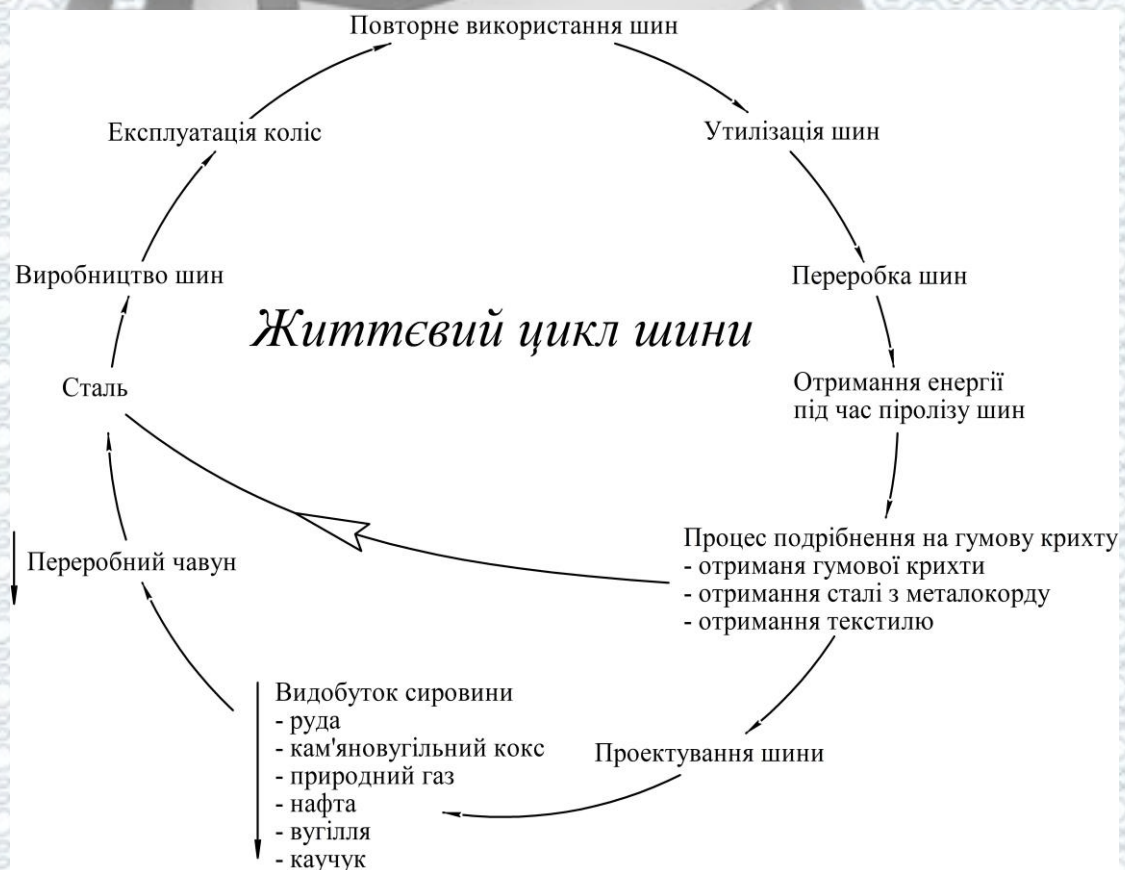 Повторне використання шин
Експлуатація коліс
Утилізація шин
Виробництво шин
Переробка шин
Життєвий цикл шини
Сталь
Отримання енергії
під час піролізу шин
Процес подрібнення на гумову крихту
- отриманя гумової крихти
- отримання сталі з металокорду
- отримання текстилю
Переробний чавун
Видобуток сировини
- руда
- кам'яновугільний кокс
- природний газ
- нафта
- вугілля
- каучук
Проектування шини